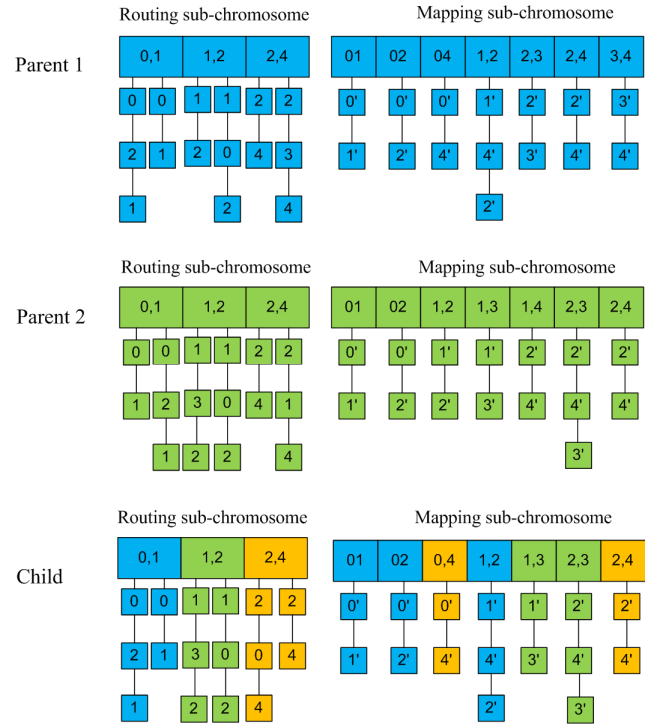 Routing sub-chromosome Mapping sub-chromosome
Parent 1
0,1 1,2 2,4 01 02 04 1,2 2,3 2,4 3,4
0 0 1 1 2 2 0' 0' 0' 1' 2' 2' 3'
2 1 2 0 4 3 1' 2' 4' 4' 3' 4' 4'
1 2 4 2'
Routing sub-chromosome Mapping sub-chromosome
Parent 2
0,1 1,2 2,4 01 02 1,2 1,3 1,4 2,3 2,4
0 0 1 1 2 2 0' 0' 1' 1' 2' 2' 2'
1 2 3 0 4 1 1' 2' 2' 3' 4' 4' 4'
1 2 2 4 3'
Routing sub-chromosome Mapping sub-chromosome
Child
0,1 1,2 2,4 01 02 0,4 1,2 1,3 2,3 2,4
0 0 1 1 2 2 0' 0' 0' 1' 1' 2' 2'
2 1 3 0 0 4 1' 2' 4' 4' 3' 4' 4'
1 2 2 4 2' 3'